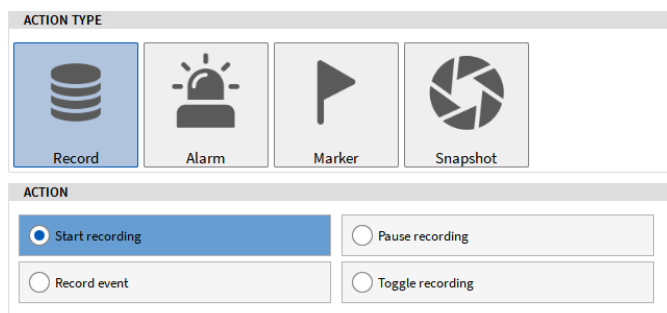 ACTION TYPE
Record Alarm Marker Snapshot
ACTION
Start recording Pause recording
Record event Toggle recording